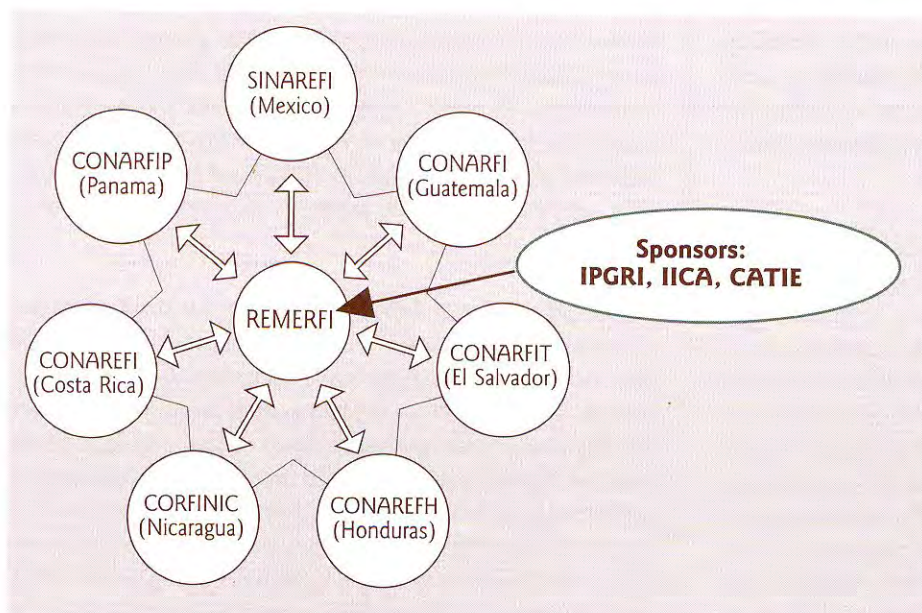 SINAREFI
(Mexico)
CONARFIP
(Panama)
CONARFI
(Guatemala)
Sponsors:
IPGRI, IICA, CATIE
REMERFI
CONAREFI
(Costa Rica)
CONARFIT
(El Salvador)
CORFINIC
(Nicaragua)
CONAREFH
(Honduras)